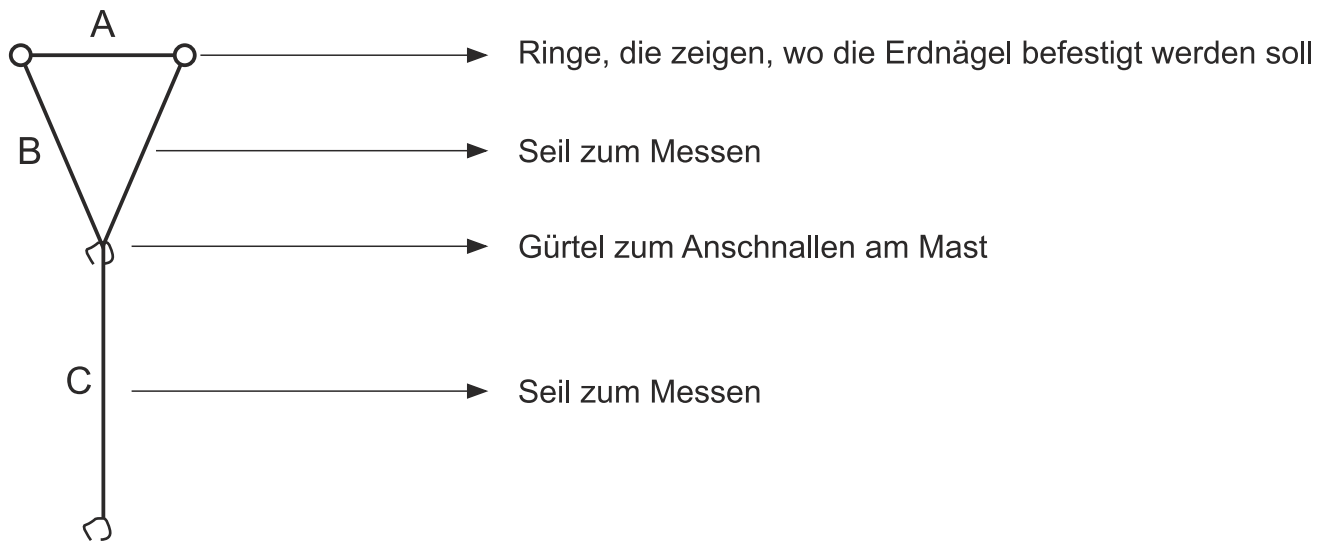 A
Ringe, die zeigen, wo die Erdnägel befestigt werden soll
B
Seil zum Messen
Gürtel zum Anschnallen am Mast
C
Seil zum Messen